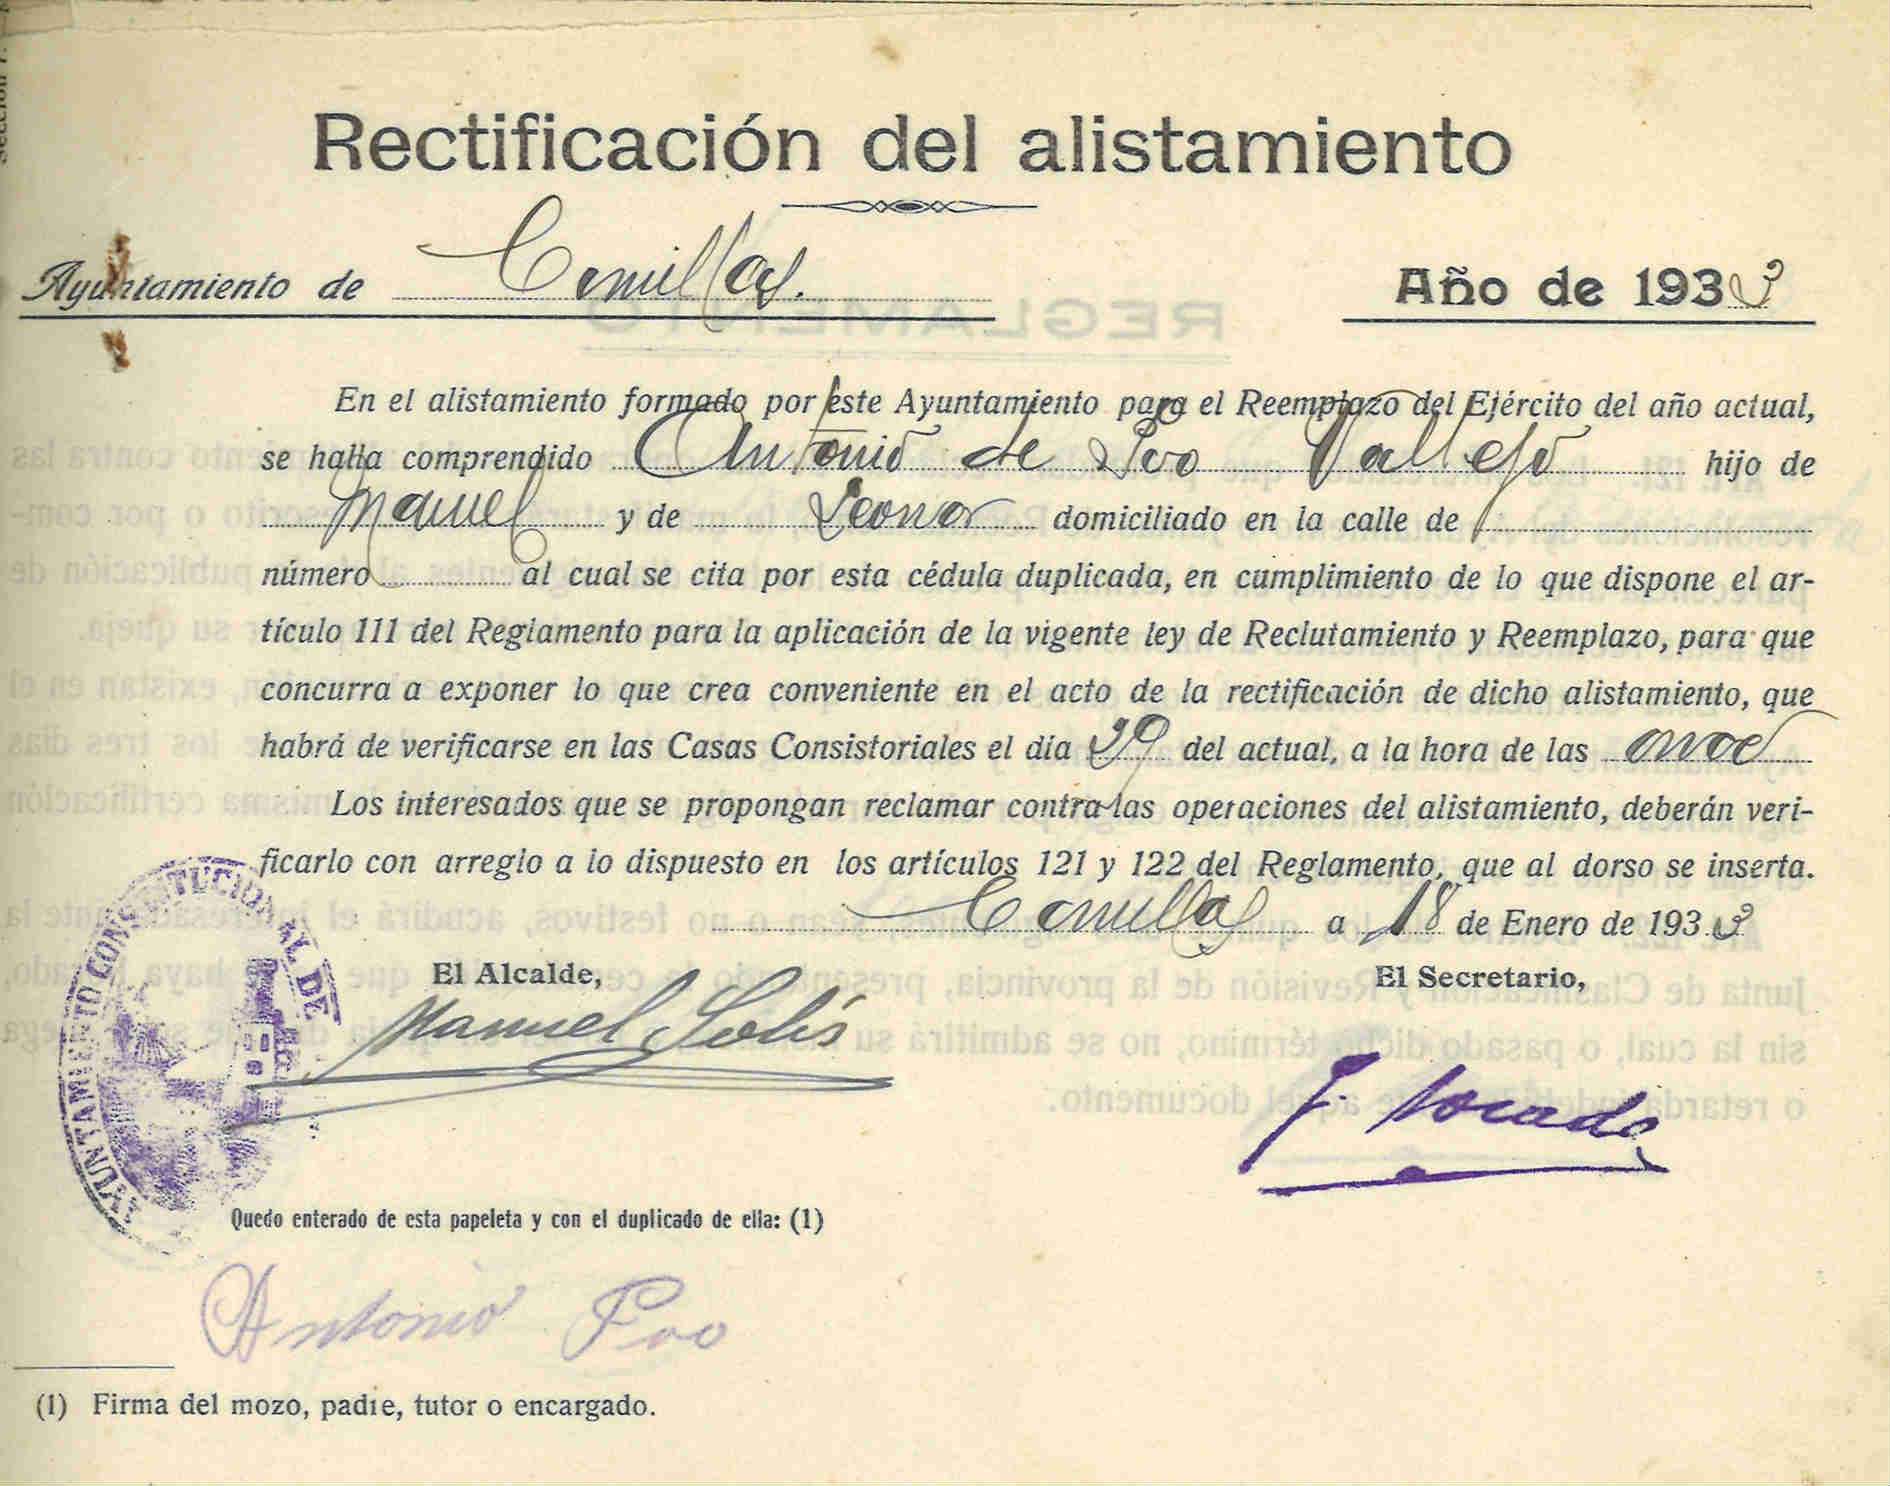 Rectificación del alistamiento
Ayuntamiento de Comillas. Año de 1933
En el alistamiento formado por este Ayuntamiento para el Reemplazo del Ejército del año actual,
se halla comprendido Antonio de Poo Vallejo hijo de
Manuel y de Leonor domiciliado en la calle de
número al cual se cita por esta cédula duplicada, en cumplimiento de lo que dispone el ar-
tículo 111 del Reglamento para la aplicación de la vigente ley de Reclutamiento y Reemplazo, para que
concurra a exponer lo que crea conveniente en el acto de la rectificación de dicho alistamiento, que
habrá de verificarse en las Casas Consistoriales el día 29 del actual, a la hora de las once
Los interesados que se propongan reclamar contra las operaciones del alistamiento, deberán veri-
ficarlo con arreglo a lo dispuesto en los artículos 121 y 122 del Reglamento, que al dorso se inserta.
Comillas a 18 de Enero de 1933
El Alcalde, El Secretario,
Manuel Solís
AYUNTAMIENTO CONSTITUCIONAL DE
Quedo enterado de esta papeleta y con el duplicado de ella: (1)
Antonio Poo
(1) Firma del mozo, padre, tutor o encargado.